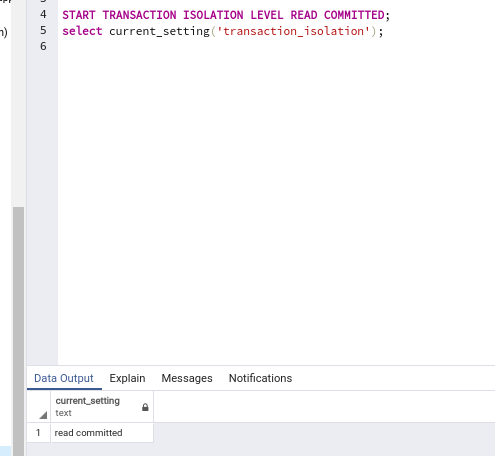 4 START TRANSACTION ISOLATION LEVEL READ COMMITTED;
5 select current_setting('transaction_isolation');
6
Data Output Explain Messages Notifications
current_setting
text
1 read committed